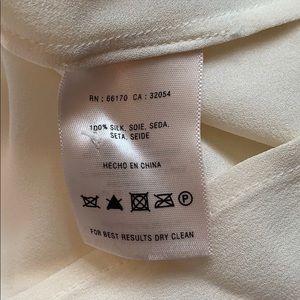 RN : 66170 CA : 32054
100% SILK, SOIE, SEDA,
SETA, SEIDE
HECHO EN CHINA
P
FOR BEST RESULTS DRY CLEAN